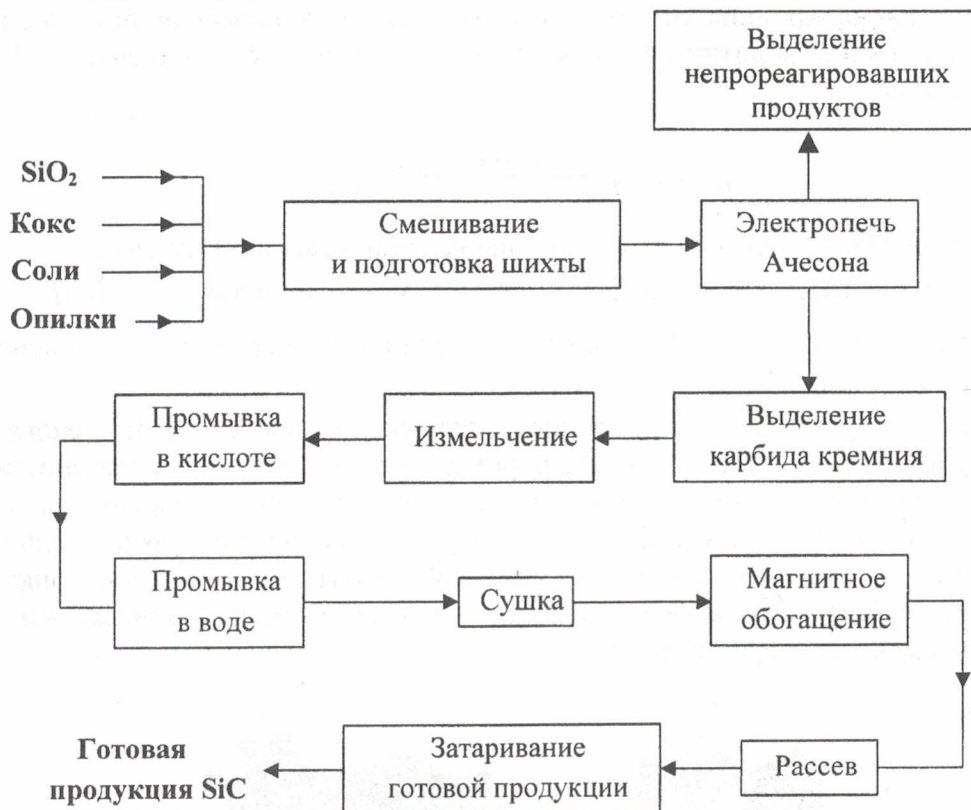 Выделение
непрореагировавших
продуктов
SiO₂
Кокс
Соли
Опилки
Смешивание
и подготовка шихты
Электропечь
Ачесона
Промывка
в кислоте
Измельчение
Выделение
карбида кремния
Промывка
в воде
Сушка
Магнитное
обогащение
Готовая
продукция SiC
Затаривание
готовой продукции
Рассев